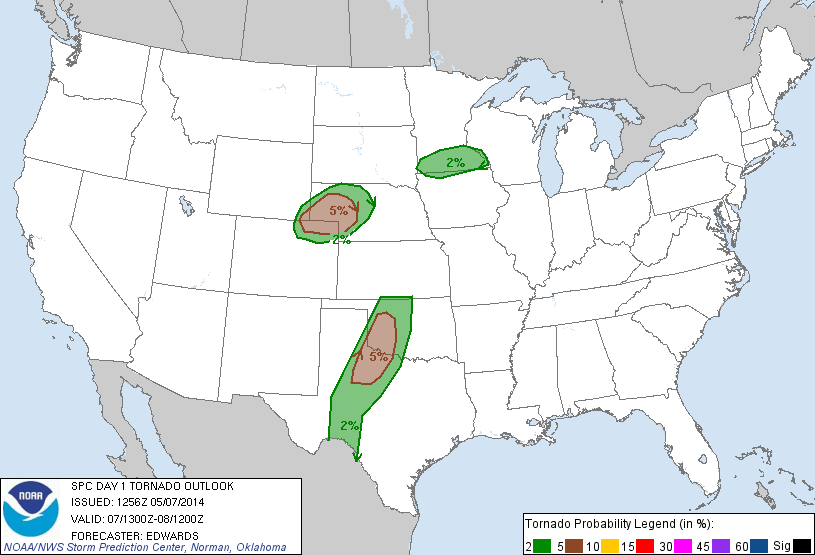 2%
5%
2%
5%
2%
NOAA
SPC DAY 1 TORNADO OUTLOOK
ISSUED: 1256Z 05/07/2014
VALID: 07/1300Z-08/1200Z
FORECASTER: EDWARDS
NOAA/NWS Storm Prediction Center, Norman, Oklahoma
Tornado Probability Legend (in %):
2 5 10 15 30 45 60 Sig